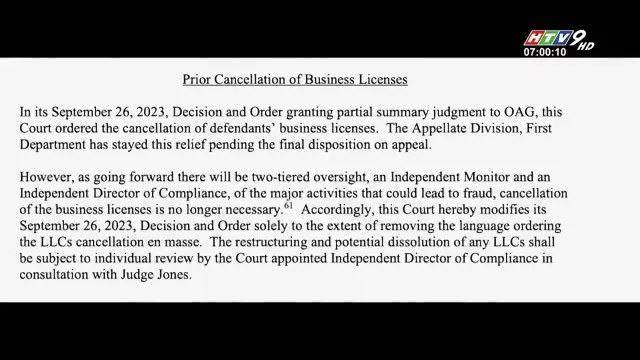 HTV9 HD
07:00:10
Prior Cancellation of Business Licenses
In its September 26, 2023, Decision and Order granting partial summary judgment to OAG, this
Court ordered the cancellation of defendants' business licenses. The Appellate Division, First
Department has stayed this relief pending the final disposition on appeal.
However, as going forward there will be two-tiered oversight, an Independent Monitor and an
Independent Director of Compliance, of the major activities that could lead to fraud, cancellation
of the business licenses is no longer necessary.61 Accordingly, this Court hereby modifies its
September 26, 2023, Decision and Order solely to the extent of removing the language ordering
the LLCs cancellation en masse. The restructuring and potential dissolution of any LLCs shall
be subject to individual review by the Court appointed Independent Director of Compliance in
consultation with Judge Jones.